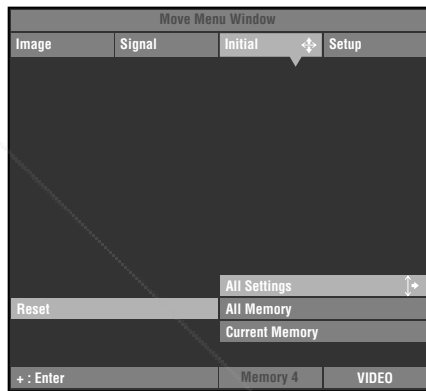 Move Menu Window
Image Signal Initial Setup
All Settings
Reset All Memory
Current Memory
+ : Enter Memory 4 VIDEO